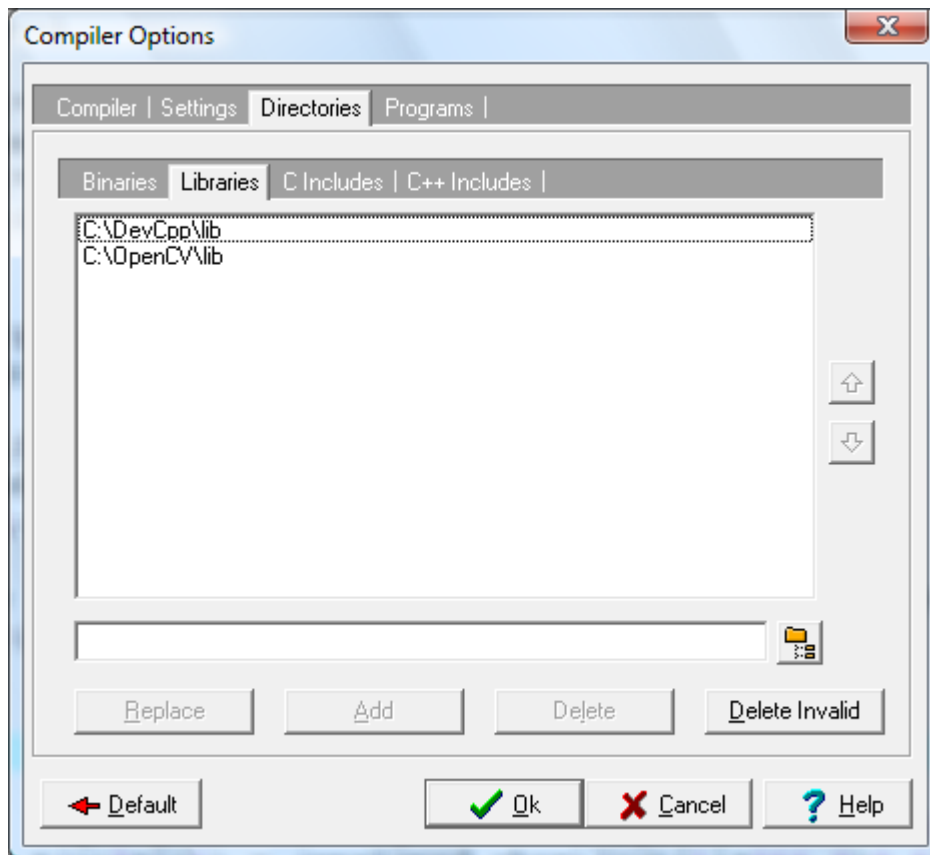 Compiler Options
Compiler | Settings Directories Programs |
Binaries Libraries C Includes | C++ Includes |
C:\DevCpp\lib
C:\OpenCV\lib
Replace Add Delete Delete Invalid
Default Ok Cancel Help